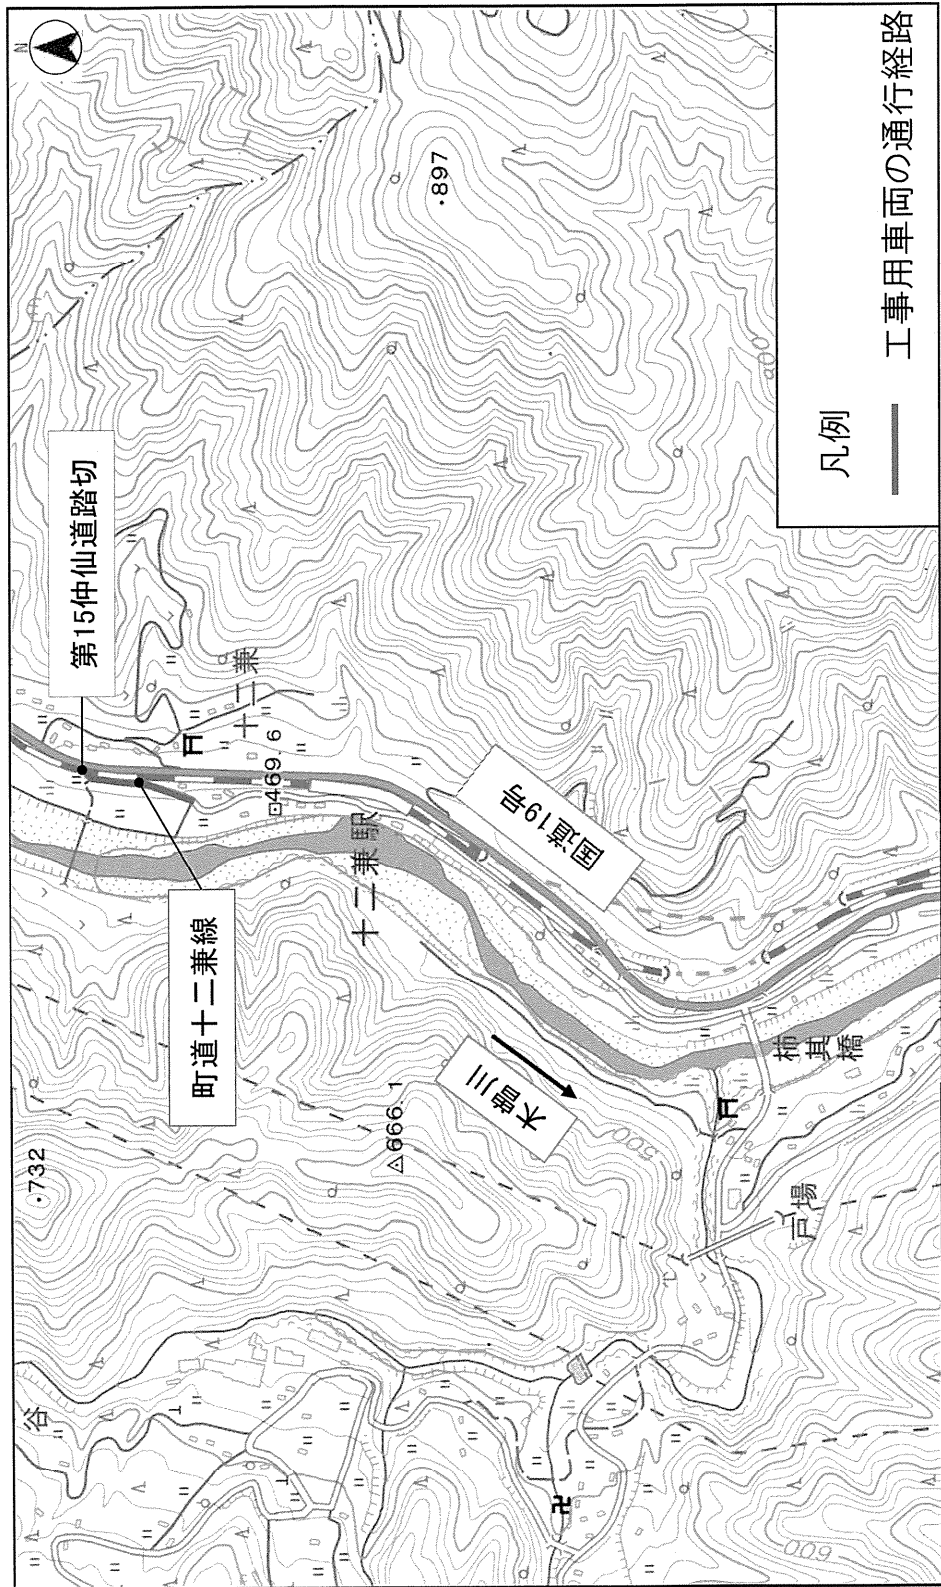 N
・897
第15仲仙道踏切
十二兼
469.6
十二兼駅
国道19号
町道十二兼線
木曽川
・732
666.1
500
柿其橋
戸場
谷
600
凡例
工事用車両の通行経路